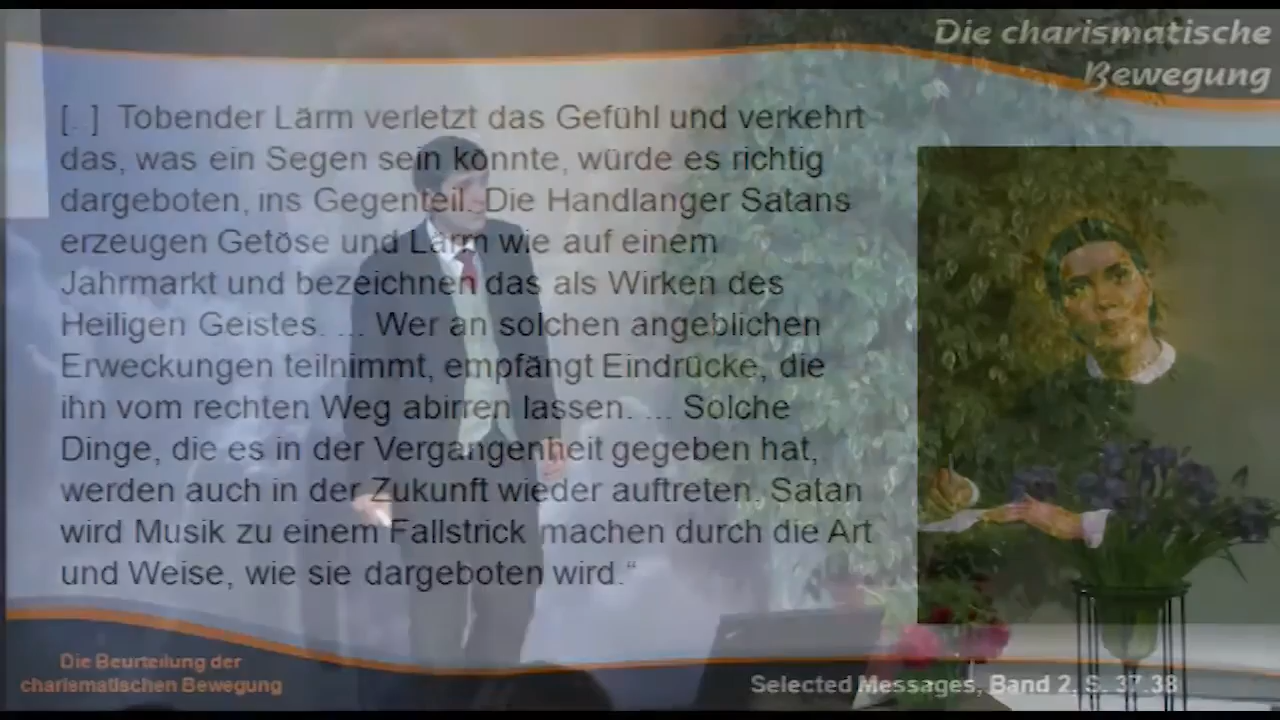 Die charismatische
Bewegung
[. ] Tobender Lärm verletzt das Gefühl und verkehrt
das, was ein Segen sein könnte, würde es richtig
dargeboten, ins Gegenteil. Die Handlanger Satans
erzeugen Getöse und Lärm wie auf einem
Jahrmarkt und bezeichnen das als Wirken des
Heiligen Geistes. ... Wer an solchen angeblichen
Erweckungen teilnimmt, empfängt Eindrücke, die
ihn vom rechten Weg abirren lassen. ... Solche
Dinge, die es in der Vergangenheit gegeben hat,
werden auch in der Zukunft wieder auftreten. Satan
wird Musik zu einem Fallstrick machen durch die Art
und Weise, wie sie dargeboten wird.“
Die Beurteilung der
charismatischen Bewegung
Selected Messages, Band 2, S. 37.38